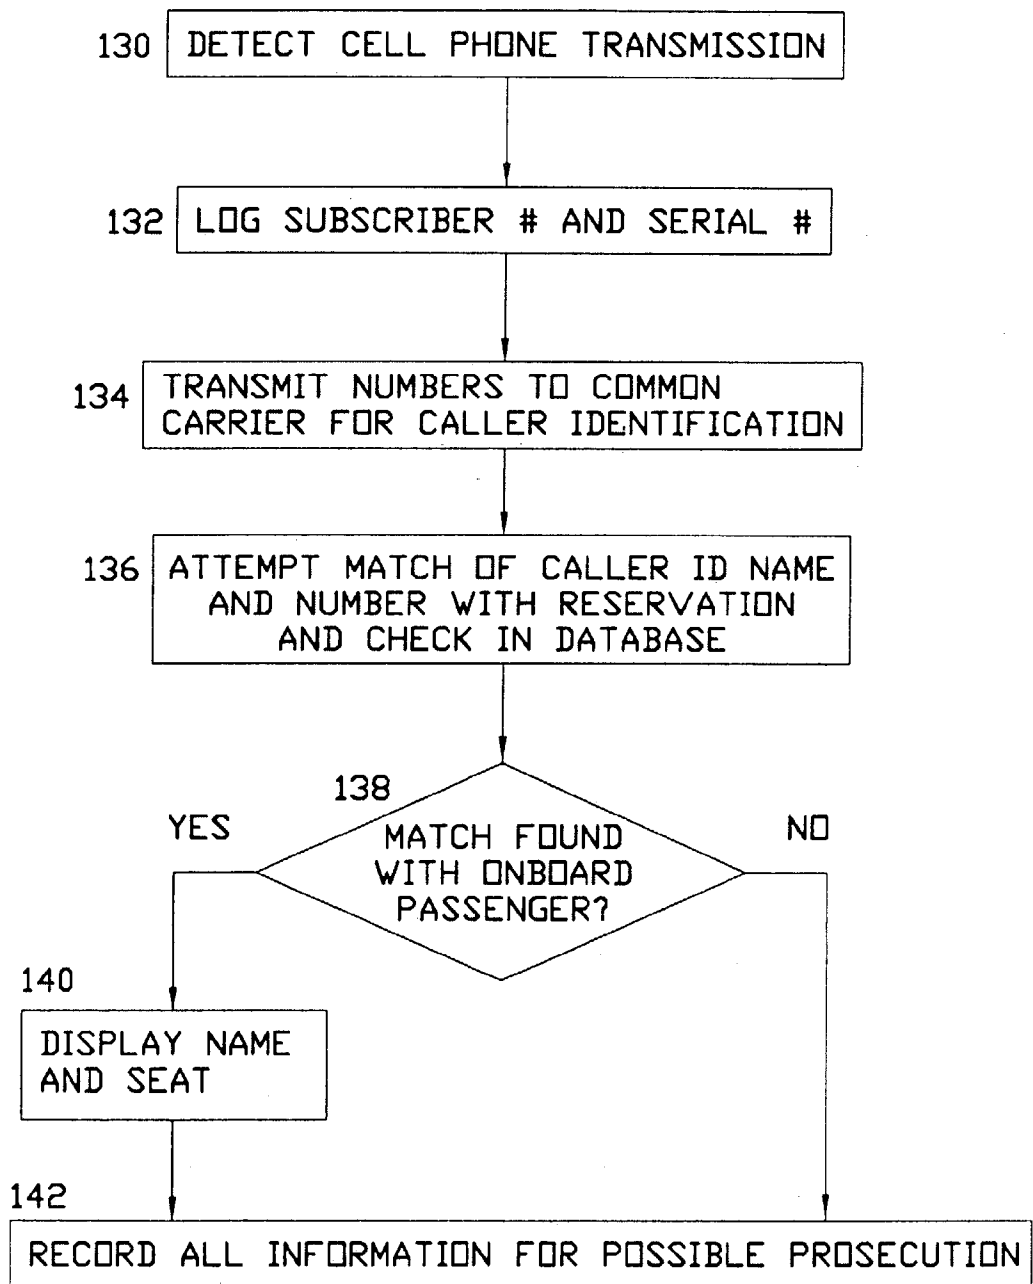 130 DETECT CELL PHONE TRANSMISSION
132 LOG SUBSCRIBER # AND SERIAL #
134 TRANSMIT NUMBERS TO COMMON
CARRIER FOR CALLER IDENTIFICATION
136 ATTEMPT MATCH OF CALLER ID NAME
AND NUMBER WITH RESERVATION
AND CHECK IN DATABASE
138
YES
NO
MATCH FOUND
WITH ONBOARD
PASSENGER?
140
DISPLAY NAME
AND SEAT
142
RECORD ALL INFORMATION FOR POSSIBLE PROSECUTION